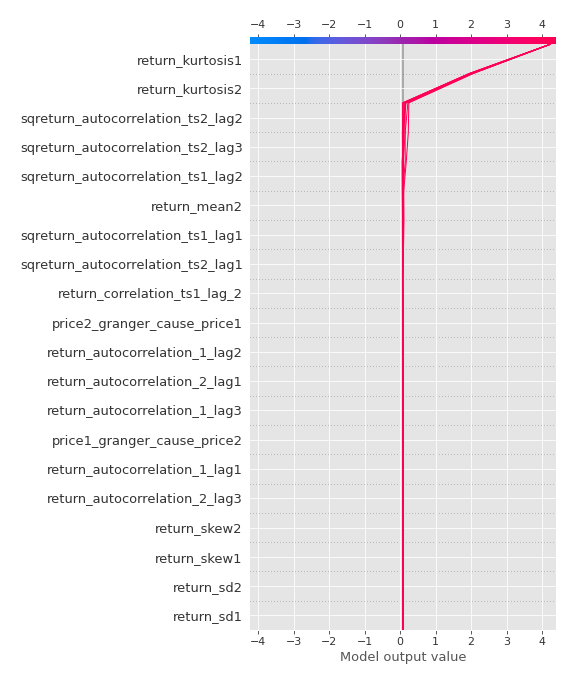 −4 −3 −2 −1 0 1 2 3 4
return_kurtosis1
return_kurtosis2
sqreturn_autocorrelation_ts2_lag2
sqreturn_autocorrelation_ts2_lag3
sqreturn_autocorrelation_ts1_lag2
return_mean2
sqreturn_autocorrelation_ts1_lag1
sqreturn_autocorrelation_ts2_lag1
return_correlation_ts1_lag_2
price2_granger_cause_price1
return_autocorrelation_1_lag2
return_autocorrelation_2_lag1
return_autocorrelation_1_lag3
price1_granger_cause_price2
return_autocorrelation_1_lag1
return_autocorrelation_2_lag3
return_skew2
return_skew1
return_sd2
return_sd1
−4 −3 −2 −1 0 1 2 3 4
Model output value